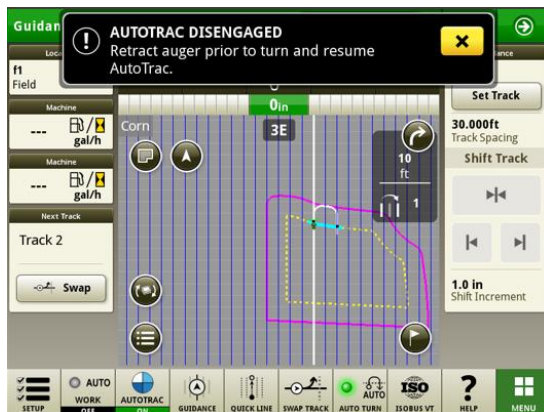 Guidan
AUTOTRAC DISENGAGED
Retract auger prior to turn and resume
AutoTrac.
f1
Field
Machine
---
gal/h
Machine
---
gal/h
Next Track
Track 2
Swap
0in
Corn
3E
10
ft
1
Set Track
30.000ft
Track Spacing
Shift Track
1.0 in
Shift Increment
SETUP
AUTO
WORK
OFF
AUTOTRAC
ON
GUIDANCE
QUICK LINE
SWAP TRACK
AUTO
AUTO TURN
ISO
ISOBUS VT
?
HELP
MENU